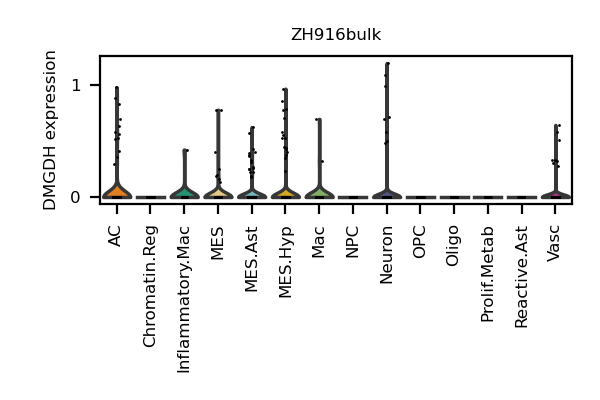 ZH916bulk
DMGDH expression
1
0
AC
Chromatin.Reg
Inflammatory.Mac
MES
MES.Ast
MES.Hyp
Mac
NPC
Neuron
OPC
Oligo
Prolif.Metab
Reactive.Ast
Vasc